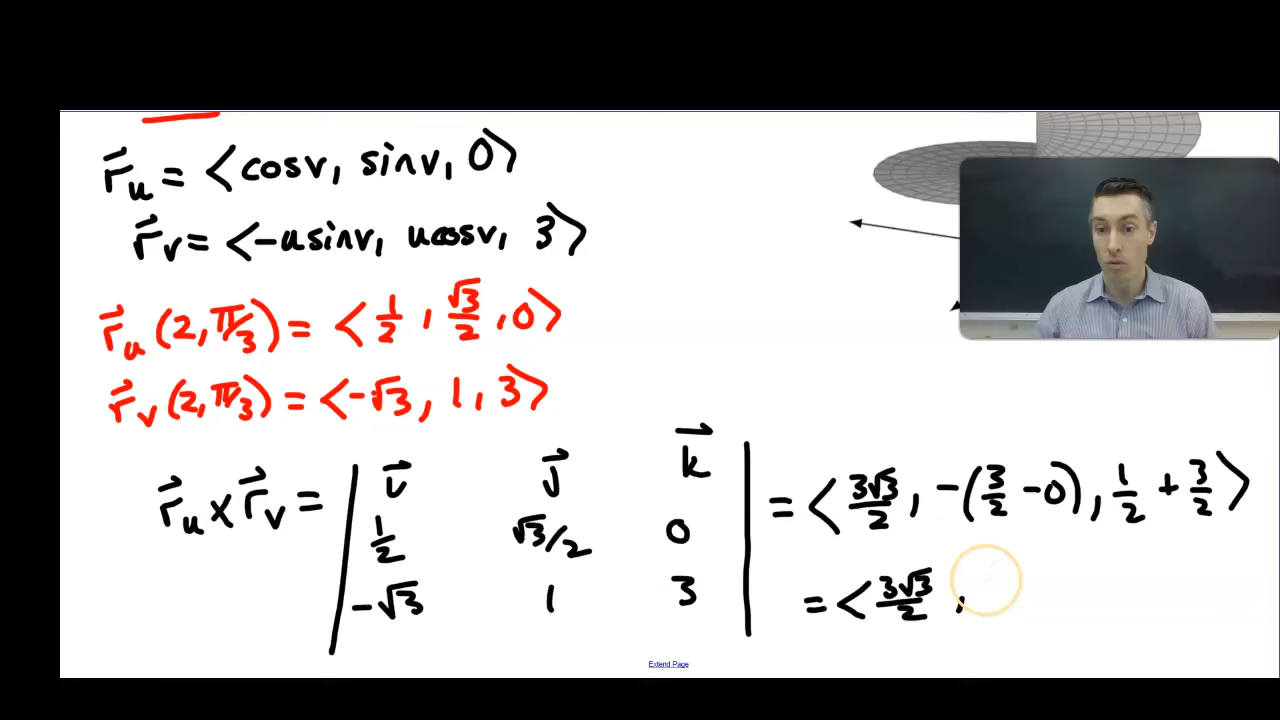 r⃗ᵤ = ⟨cosv, sinv, 0⟩
r⃗ᵥ = ⟨-usinv, ucosv, 3⟩
r⃗ᵤ(2, π/3) = ⟨1/2, √3/2, 0⟩
r⃗ᵥ(2, π/3) = ⟨-√3, 1, 3⟩
r⃗ᵤ × r⃗ᵥ = | i⃗ j⃗ k⃗ | = ⟨3√3/2, -(3/2 - 0), 1/2 + 3/2⟩
1/2 √3/2 0
-√3 1 3
= ⟨3√3/2,
Extend Page